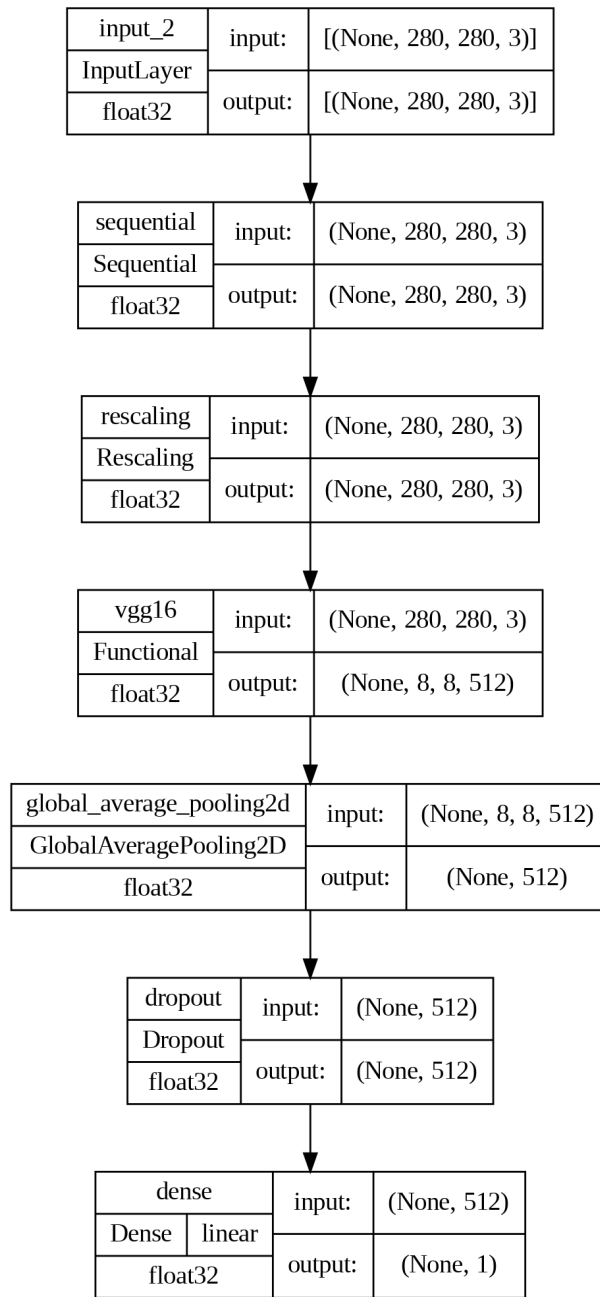 input_2
InputLayer
float32
input:
[(None, 280, 280, 3)]
output:
[(None, 280, 280, 3)]
sequential
Sequential
float32
input:
(None, 280, 280, 3)
output:
(None, 280, 280, 3)
rescaling
Rescaling
float32
input:
(None, 280, 280, 3)
output:
(None, 280, 280, 3)
vgg16
Functional
float32
input:
(None, 280, 280, 3)
output:
(None, 8, 8, 512)
global_average_pooling2d
GlobalAveragePooling2D
float32
input:
(None, 8, 8, 512)
output:
(None, 512)
dropout
Dropout
float32
input:
(None, 512)
output:
(None, 512)
dense
Dense
linear
float32
input:
(None, 512)
output:
(None, 1)